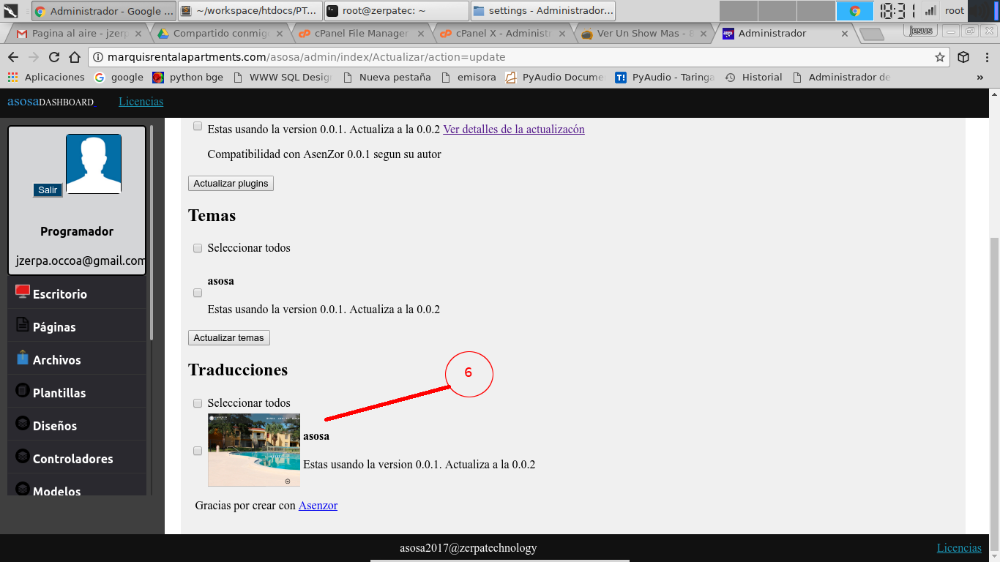 Administrador - Google ...
~/workspace/htdocs/PT...
root@zerpatec: ~
settings - Administrador...
18:31
root
Pagina al aire - jzerp
Compartido conmigo
cPanel File Manager
cPanel X - Administr
Ver Un Show Mas - 8
Administrador
jesus
marquisrentalapartments.com/asosa/admin/index/Actualizar/action=update
Aplicaciones
google
python bge
WWW SQL Desig
Nueva pestaña
emisora
PyAudio Docume
PyAudio - Taringa
Historial
Administrador de
»
asosaDASHBOARD
Licencias
Salir
Programador
jzerpa.occoa@gmail.com
Escritorio
Páginas
Archivos
Plantillas
Diseños
Controladores
Modelos
Estas usando la version 0.0.1. Actualiza a la 0.0.2 Ver detalles de la actualizacón
Compatibilidad con AsenZor 0.0.1 segun su autor
Actualizar plugins
Temas
Seleccionar todos
asosa
Estas usando la version 0.0.1. Actualiza a la 0.0.2
Actualizar temas
Traducciones
6
Seleccionar todos
asosa
Estas usando la version 0.0.1. Actualiza a la 0.0.2
Gracias por crear con Asenzor
asosa2017@zerpatechnology
Licencias